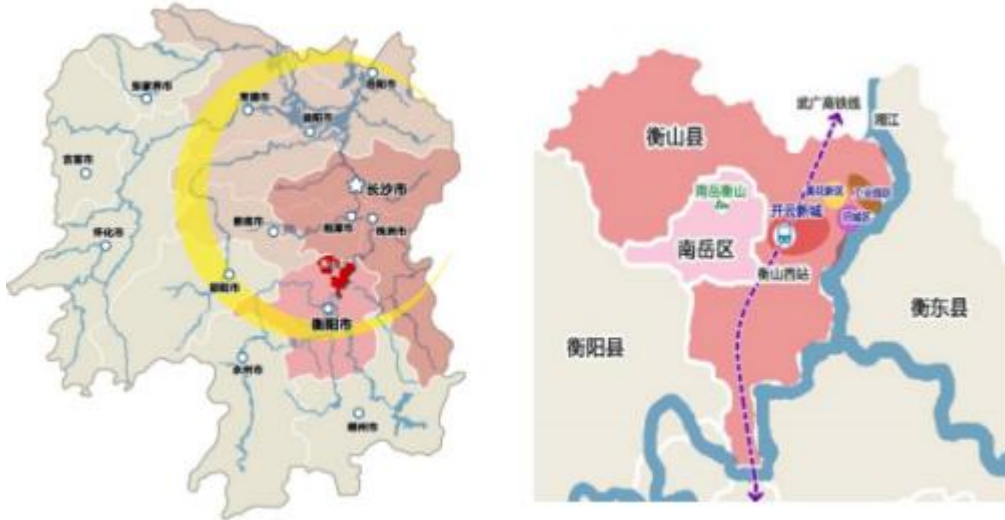 张家界市
岳阳市
常德市
益阳市
吉首市
长沙市
湘潭市
株洲市
娄底市
怀化市
邵阳市
衡阳市
永州市
郴州市
武广高铁线
湘江
衡山县
南岳衡山
开云新城
旧城区
南岳区
衡山西站
衡东县
衡阳县